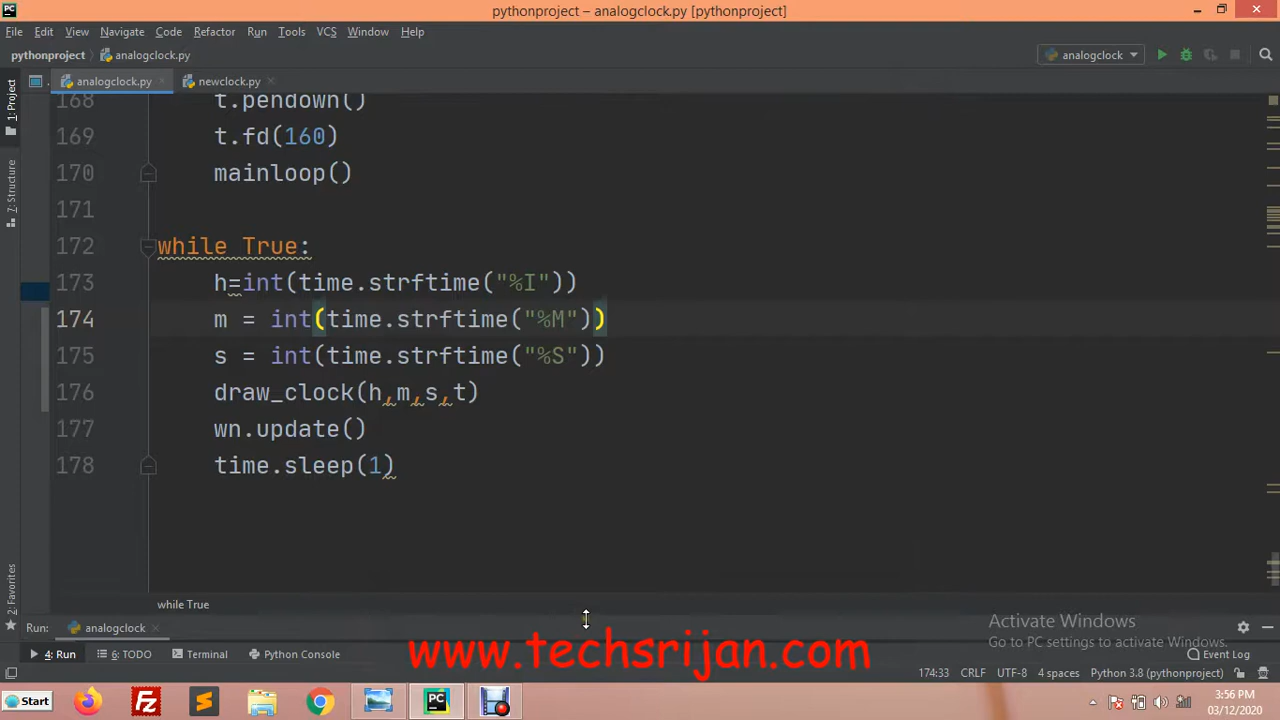 pythonproject – analogclock.py [pythonproject]
File Edit View Navigate Code Refactor Run Tools VCS Window Help
pythonproject analogclock.py analogclock
1: Project analogclock.py newclock.py
7: Structure
2: Favorites
168 t.pendown()
169 t.fd(160)
170 mainloop()
171
172 while True:
173 h=int(time.strftime("%I"))
174 m = int(time.strftime("%M"))
175 s = int(time.strftime("%S"))
176 draw_clock(h,m,s,t)
177 wn.update()
178 time.sleep(1)
while True
Activate Windows
Go to PC settings to activate Windows.
Run: analogclock
www.techsrijan.com
4: Run 6: TODO Terminal Python Console Event Log
174:33 CRLF UTF-8 4 spaces Python 3.8 (pythonproject)
Start
3:56 PM
03/12/2020